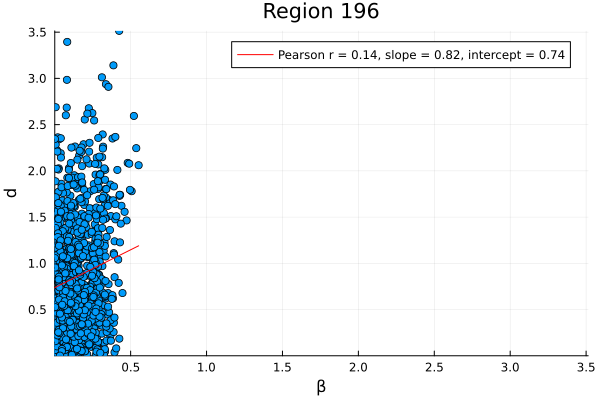 Region 196
Pearson r = 0.14, slope = 0.82, intercept = 0.74
3.5
3.0
2.5
2.0
1.5
1.0
0.5
d
0.5 1.0 1.5 2.0 2.5 3.0 3.5
β